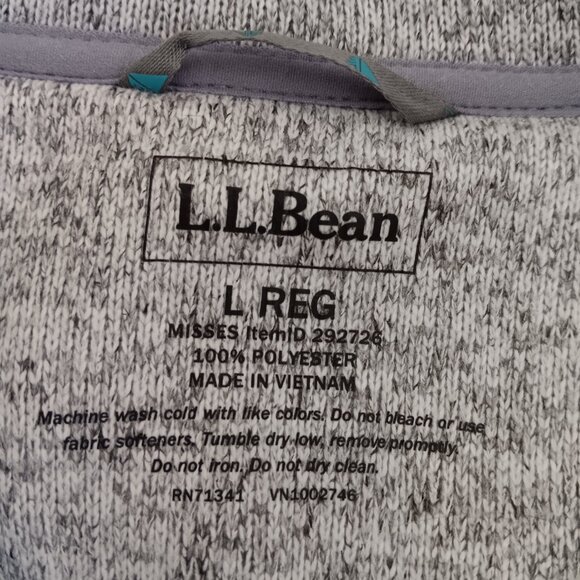 L.L.Bean
L REG
MISSES ItemID 292726
100% POLYESTER
MADE IN VIETNAM
Machine wash cold with like colors. Do not bleach or use
fabric softeners. Tumble dry low, remove promptly.
Do not iron. Do not dry clean.
RN71341 VN1002746